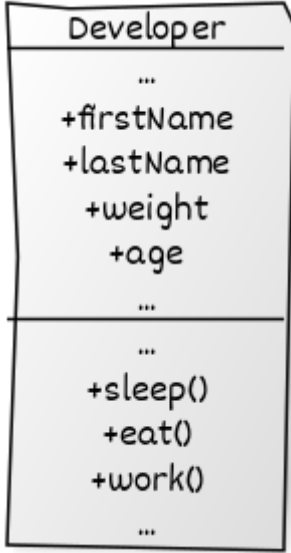 Developer
...
+firstName
+lastName
+weight
+age
...
...
+sleep()
+eat()
+work()
...